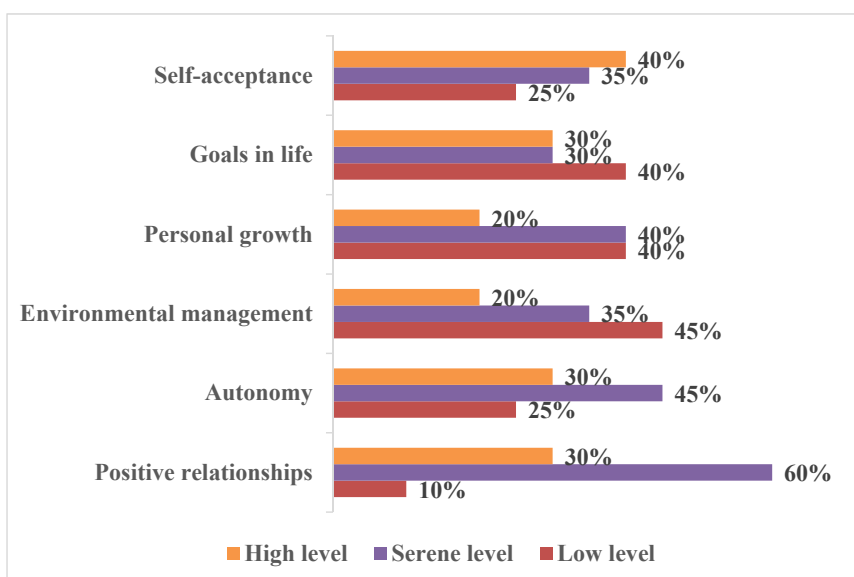 40%
Self-acceptance 35%
25%
30%
Goals in life 30%
40%
20%
Personal growth 40%
40%
20%
Environmental management 35%
45%
30%
Autonomy 45%
25%
30%
Positive relationships 60%
10%
High level Serene level Low level